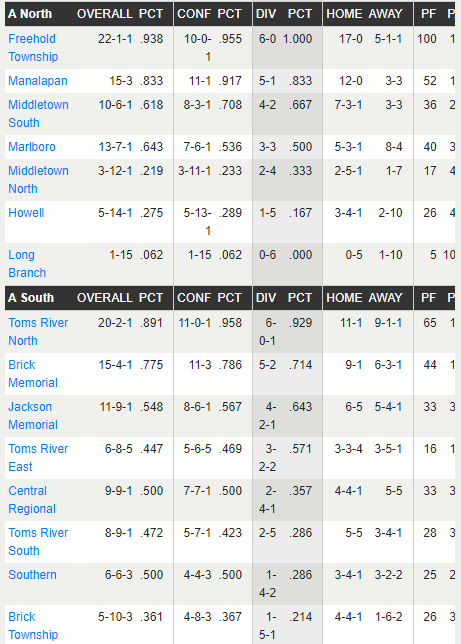 A North OVERALL PCT CONF PCT DIV PCT HOME AWAY PF P
Freehold 22-1-1 .938 10-0- .955 6-0 1.000 17-0 5-1-1 100 1
Township 1
Manalapan 15-3 .833 11-1 .917 5-1 .833 12-0 3-3 52 1
Middletown 10-6-1 .618 8-3-1 .708 4-2 .667 7-3-1 3-3 36 2
South
Marlboro 13-7-1 .643 7-6-1 .536 3-3 .500 5-3-1 8-4 40 3
Middletown 3-12-1 .219 3-11-1 .233 2-4 .333 2-5-1 1-7 17 4
North
Howell 5-14-1 .275 5-13- .289 1-5 .167 3-4-1 2-10 26 4
1
Long 1-15 .062 1-15 .062 0-6 .000 0-5 1-10 5 10
Branch
A South OVERALL PCT CONF PCT DIV PCT HOME AWAY PF P
Toms River 20-2-1 .891 11-0-1 .958 6- .929 11-1 9-1-1 65 1
North 0-1
Brick 15-4-1 .775 11-3 .786 5-2 .714 9-1 6-3-1 44 1
Memorial
Jackson 11-9-1 .548 8-6-1 .567 4- .643 6-5 5-4-1 33 3
Memorial 2-1
Toms River 6-8-5 .447 5-6-5 .469 3- .571 3-3-4 3-5-1 16 1
East 2-2
Central 9-9-1 .500 7-7-1 .500 2- .357 4-4-1 5-5 33 3
Regional 4-1
Toms River 8-9-1 .472 5-7-1 .423 2-5 .286 5-5 3-4-1 28 3
South
Southern 6-6-3 .500 4-4-3 .500 1- .286 3-4-1 3-2-2 25 2
4-2
Brick 5-10-3 .361 4-8-3 .367 1- .214 4-4-1 1-6-2 26 3
Township 5-1